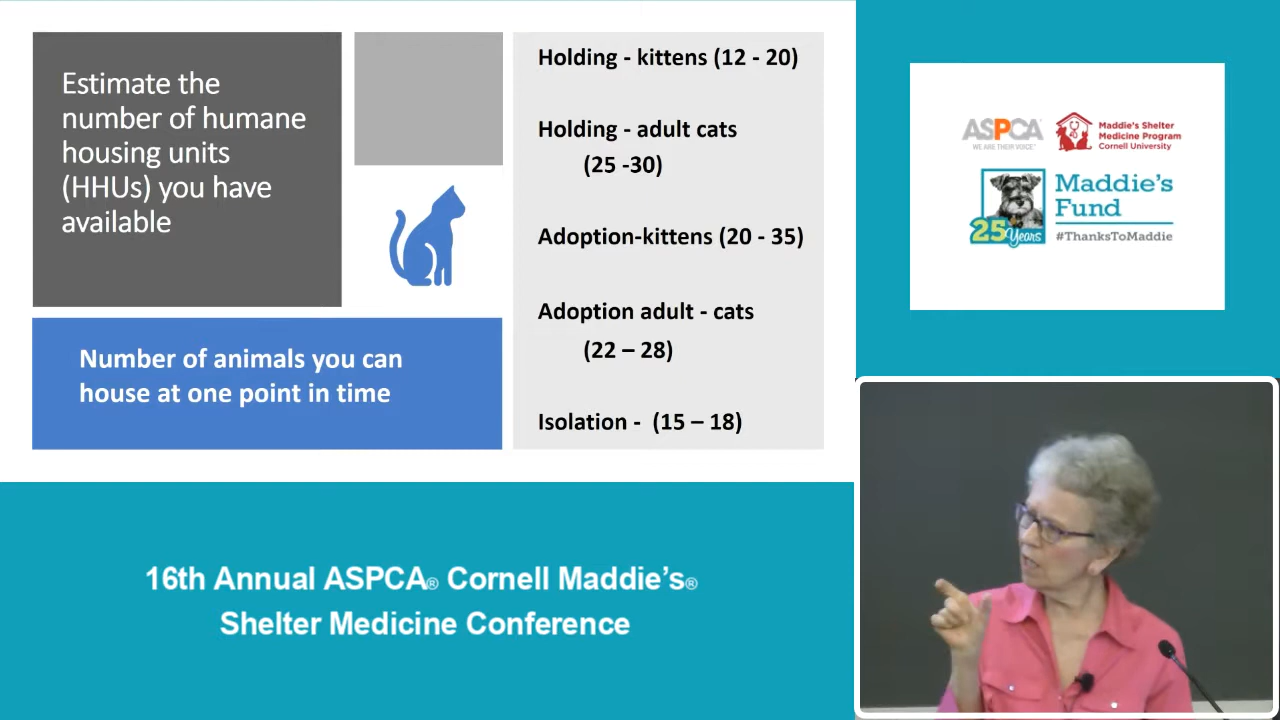 Estimate the
number of humane
housing units
(HHUs) you have
available
Number of animals you can
house at one point in time
Holding - kittens (12 - 20)
Holding - adult cats
(25 -30)
Adoption-kittens (20 - 35)
Adoption adult - cats
(22 – 28)
Isolation - (15 – 18)
ASPCA
WE ARE THEIR VOICE
Maddie's Shelter
Medicine Program
Cornell University
25 Years
Maddie's
Fund
#ThanksToMaddie
16th Annual ASPCA® Cornell Maddie’s®
Shelter Medicine Conference